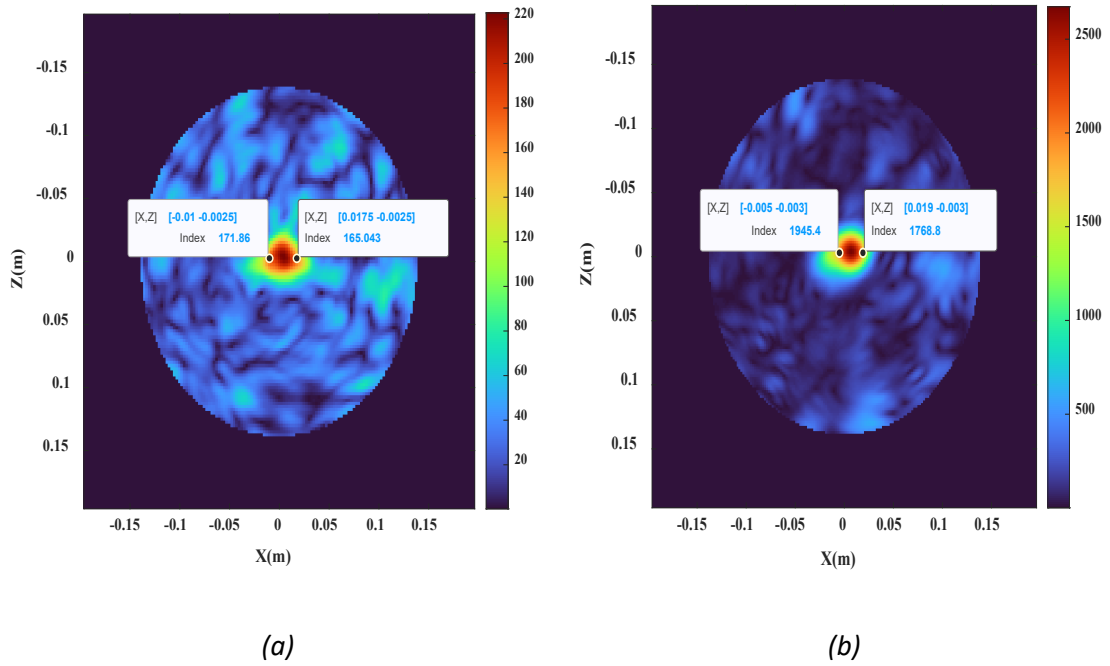 220
200
180
160
140
120
100
80
60
40
20
-0.15
-0.1
-0.05
0
0.05
0.1
0.15
Z(m)
[X,Z] [-0.01 -0.0025]
Index 171.86
[X,Z] [0.0175 -0.0025]
Index 165.043
-0.15 -0.1 -0.05 0 0.05 0.1 0.15
X(m)
(a)
2500
2000
1500
1000
500
-0.15
-0.1
-0.05
0
0.05
0.1
0.15
Z(m)
[X,Z] [-0.005 -0.003]
Index 1945.4
[X,Z] [0.019 -0.003]
Index 1768.8
-0.15 -0.1 -0.05 0 0.05 0.1 0.15
X(m)
(b)